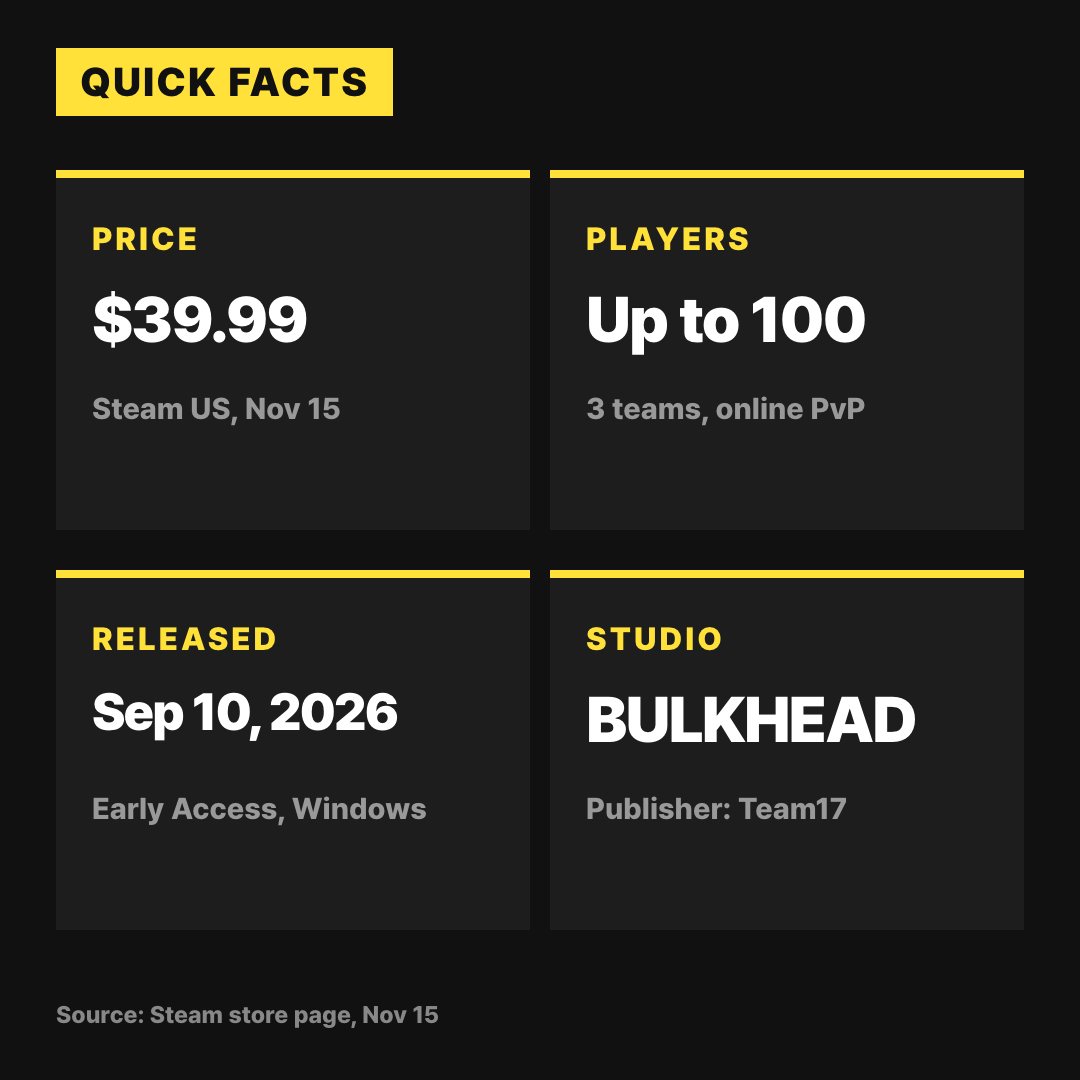 QUICK FACTS
PRICE
$39.99
Steam US, Nov 15
PLAYERS
Up to 100
3 teams, online PvP
RELEASED
Sep 10, 2026
Early Access, Windows
STUDIO
BULKHEAD
Publisher: Team17
Source: Steam store page, Nov 15